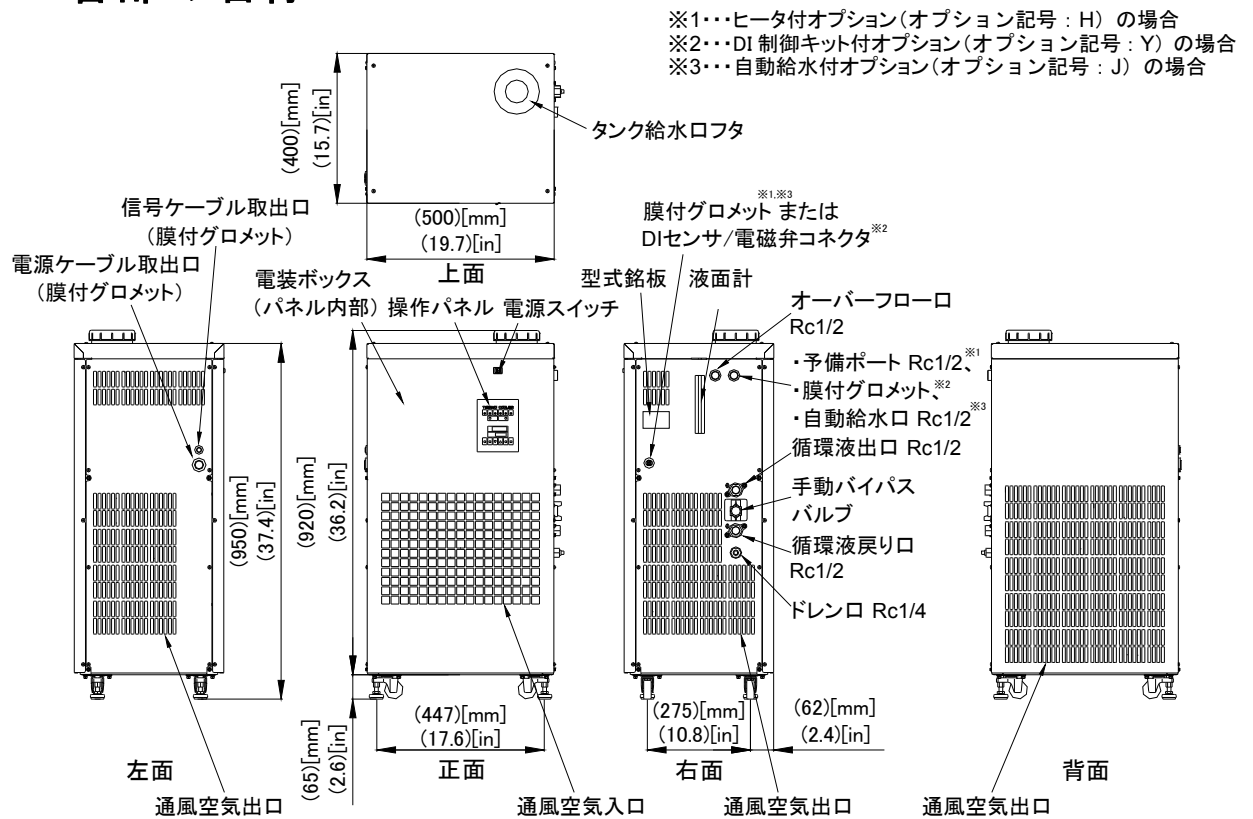 ※1･･･ヒータ付オプション(オプション記号：H) の場合
※2･･･DI 制御キット付オプション(オプション記号：Y) の場合
※3･･･自動給水付オプション(オプション記号：J) の場合
タンク給水口フタ
(400)[mm]
(15.7)[in]
(500)[mm]
(19.7)[in]
上面
信号ケーブル取出口
(膜付グロメット)
電源ケーブル取出口
(膜付グロメット)
電装ボックス
(パネル内部)
操作パネル
電源スイッチ
膜付グロメット※1.※3または
DIセンサ/電磁弁コネクタ※2
型式銘板
液面計
オーバーフロー口
Rc1/2
・予備ポート Rc1/2※1、
・膜付グロメット、※2
・自動給水口 Rc1/2※3
循環液出口 Rc1/2
手動バイパス
バルブ
循環液戻り口
Rc1/2
ドレン口 Rc1/4
(950)[mm]
(37.4)[in]
(920)[mm]
(36.2)[in]
(65)[mm]
(2.6)[in]
(447)[mm]
(17.6)[in]
(275)[mm]
(10.8)[in]
(62)[mm]
(2.4)[in]
左面
正面
右面
背面
通風空気出口
通風空気入口
通風空気出口
通風空気出口